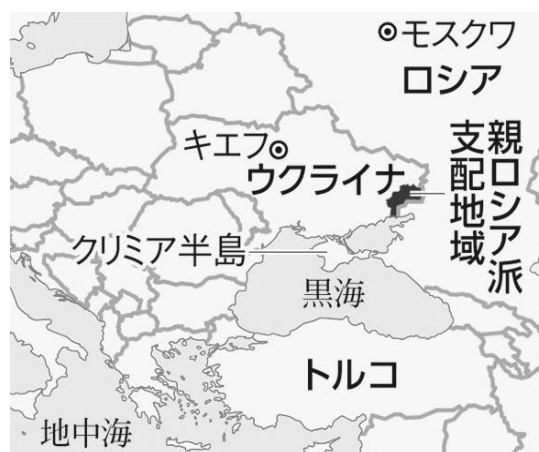 モスクワ
ロシア
キエフ
ウクライナ
親ロシア派
支配地域
クリミア半島
黒海
トルコ
地中海